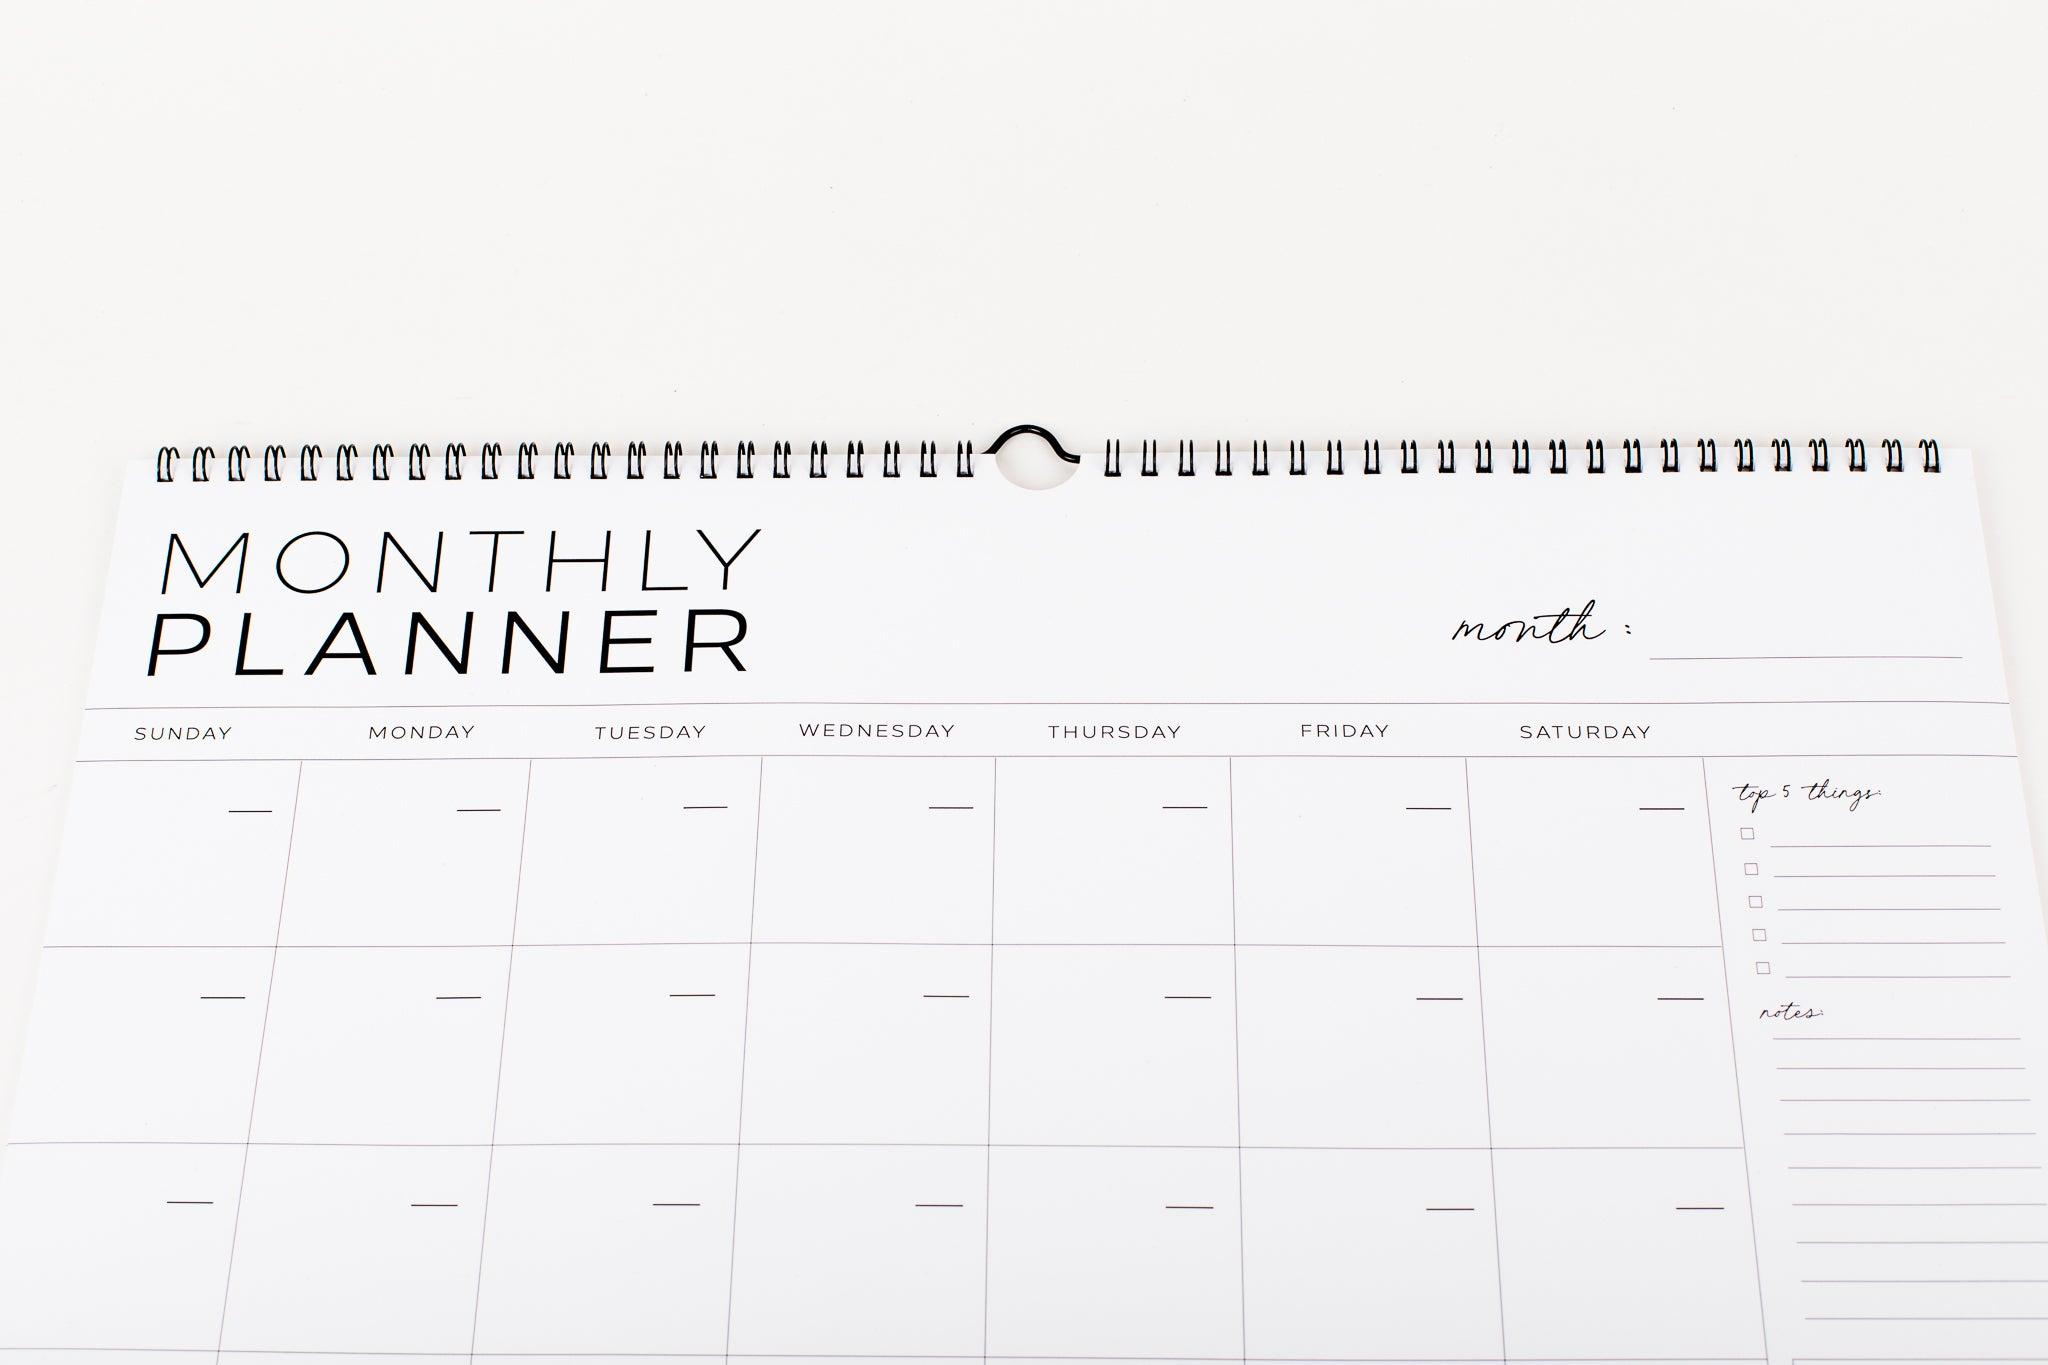 MONTHLY
PLANNER
month :
SUNDAY MONDAY TUESDAY WEDNESDAY THURSDAY FRIDAY SATURDAY
top 5 things:
notes: